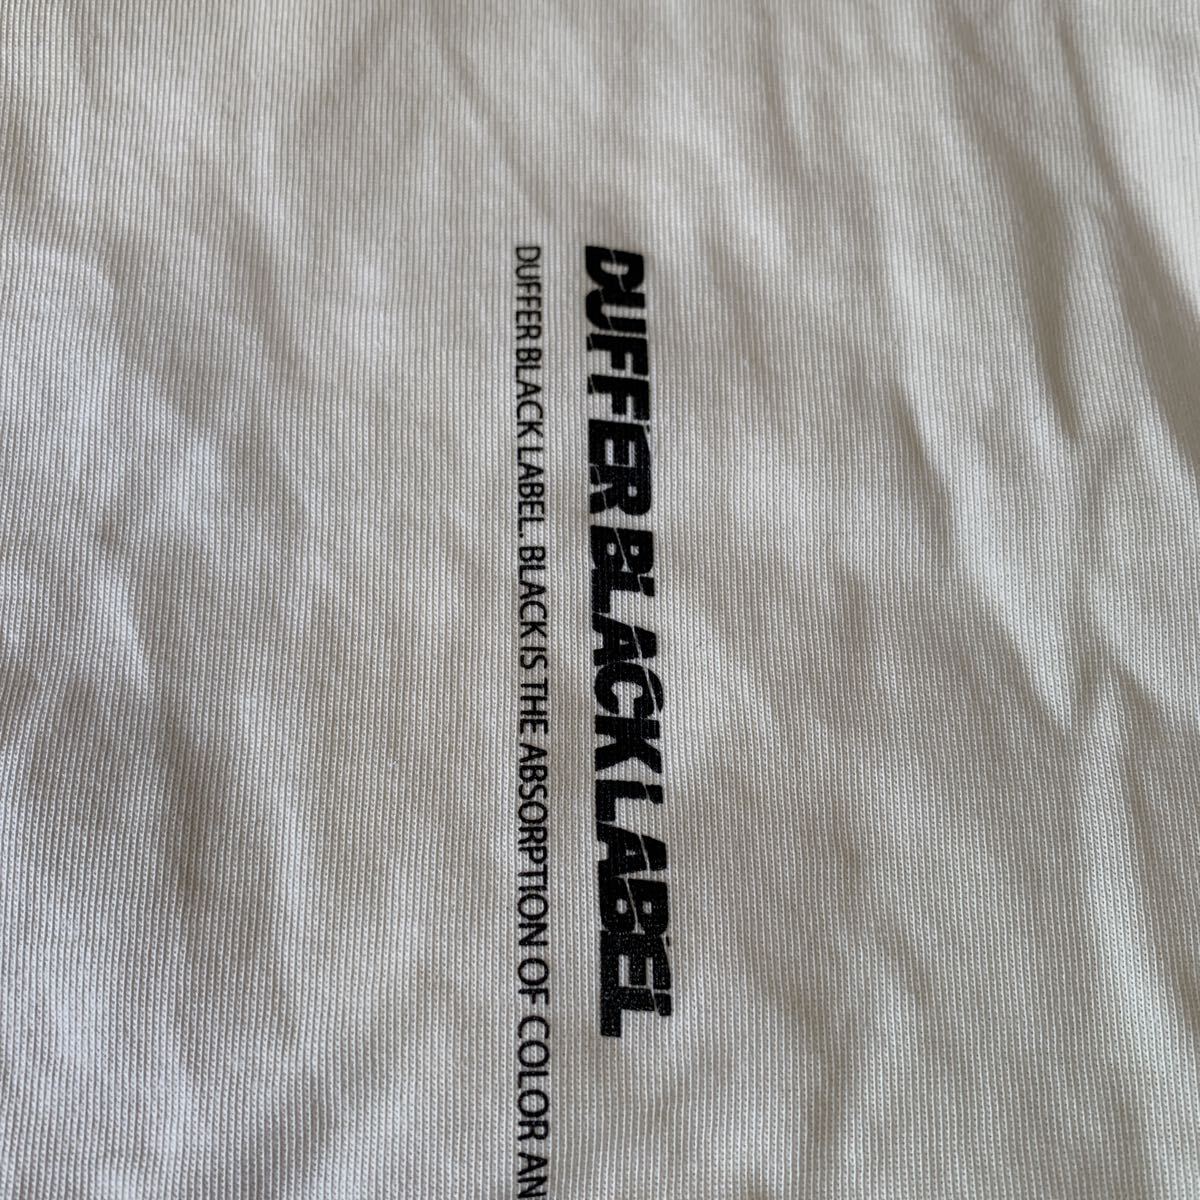 DUFFER BLACK LABEL
DUFFER BLACK LABEL. BLACK IS THE ABSORPTION OF COLOR AN